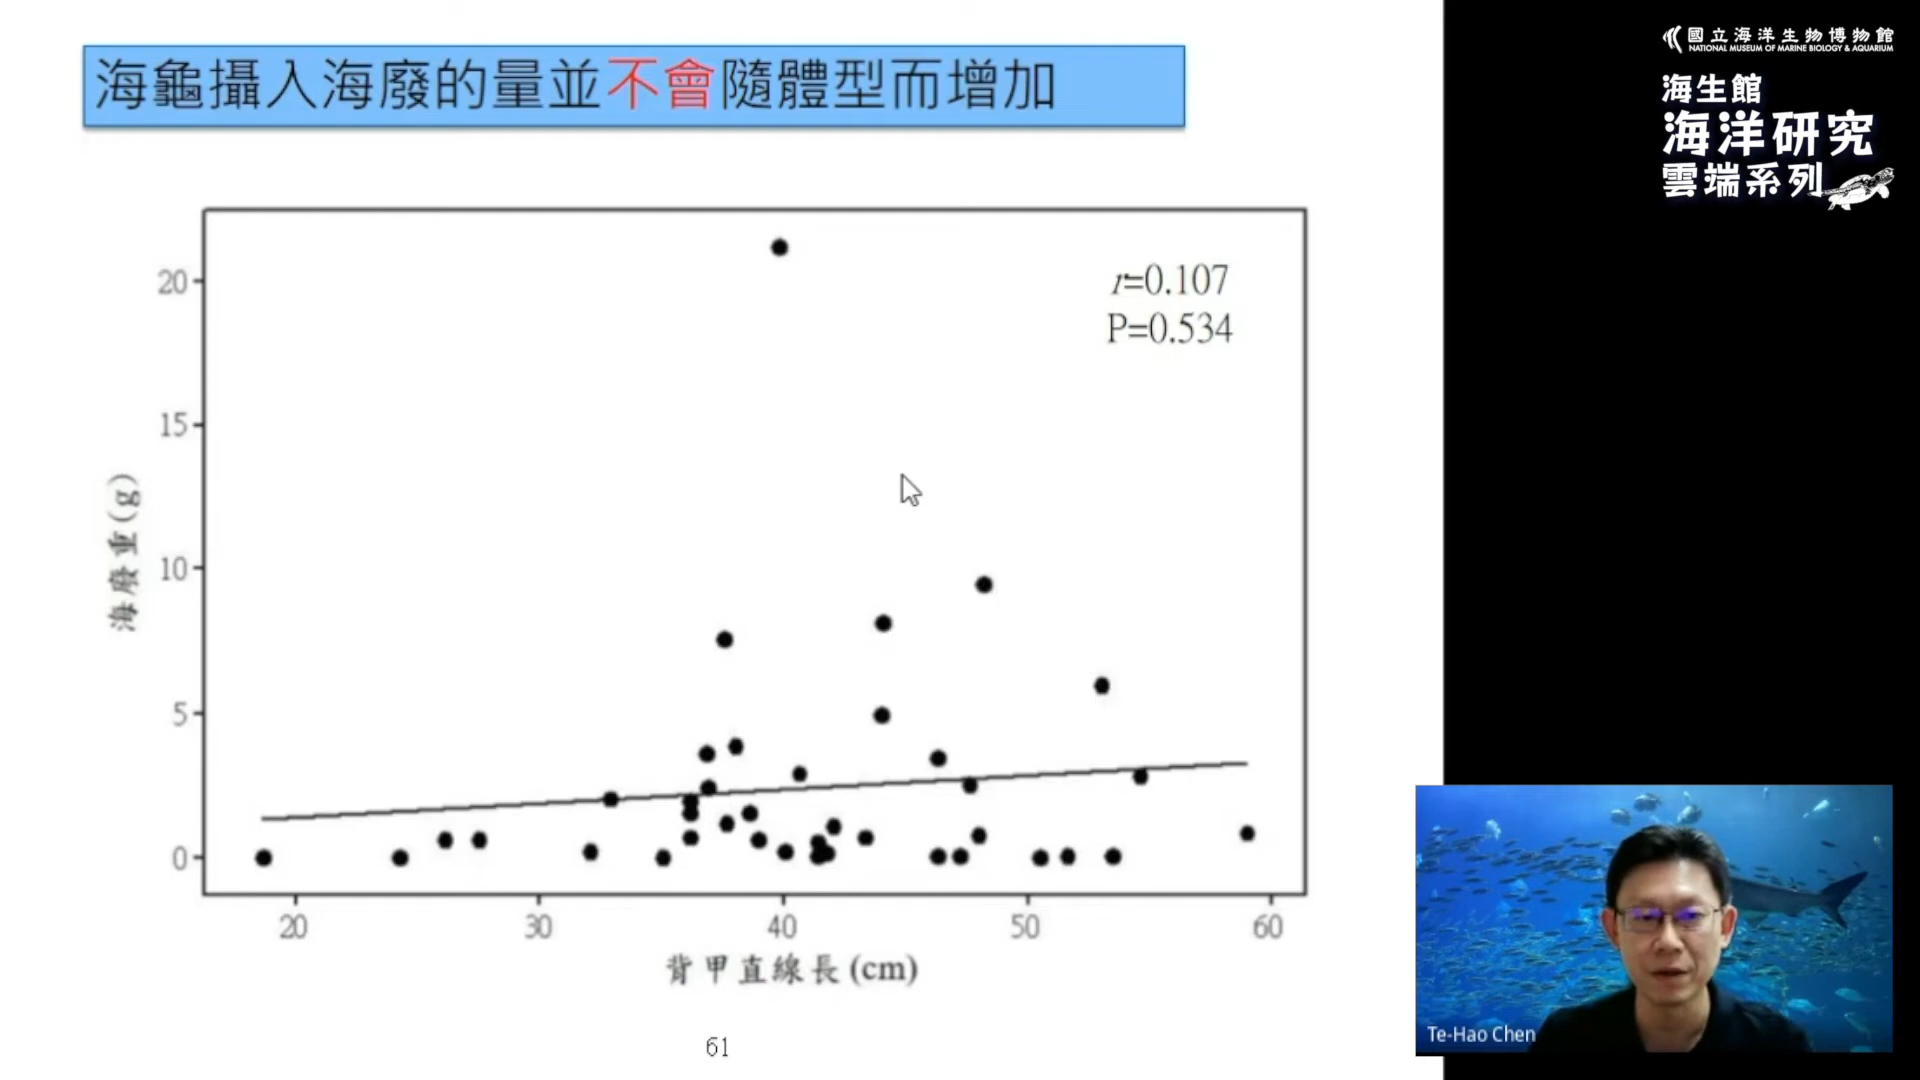 海龜攝入海廢的量並不會隨體型而增加
國立海洋生物博物館
NATIONAL MUSEUM OF MARINE BIOLOGY & AQUARIUM
海生館
海洋研究
雲端系列
r=0.107
P=0.534
20
15
10
5
0
海廢重(g)
20 30 40 50 60
背甲直線長(cm)
61
Te-Hao Chen